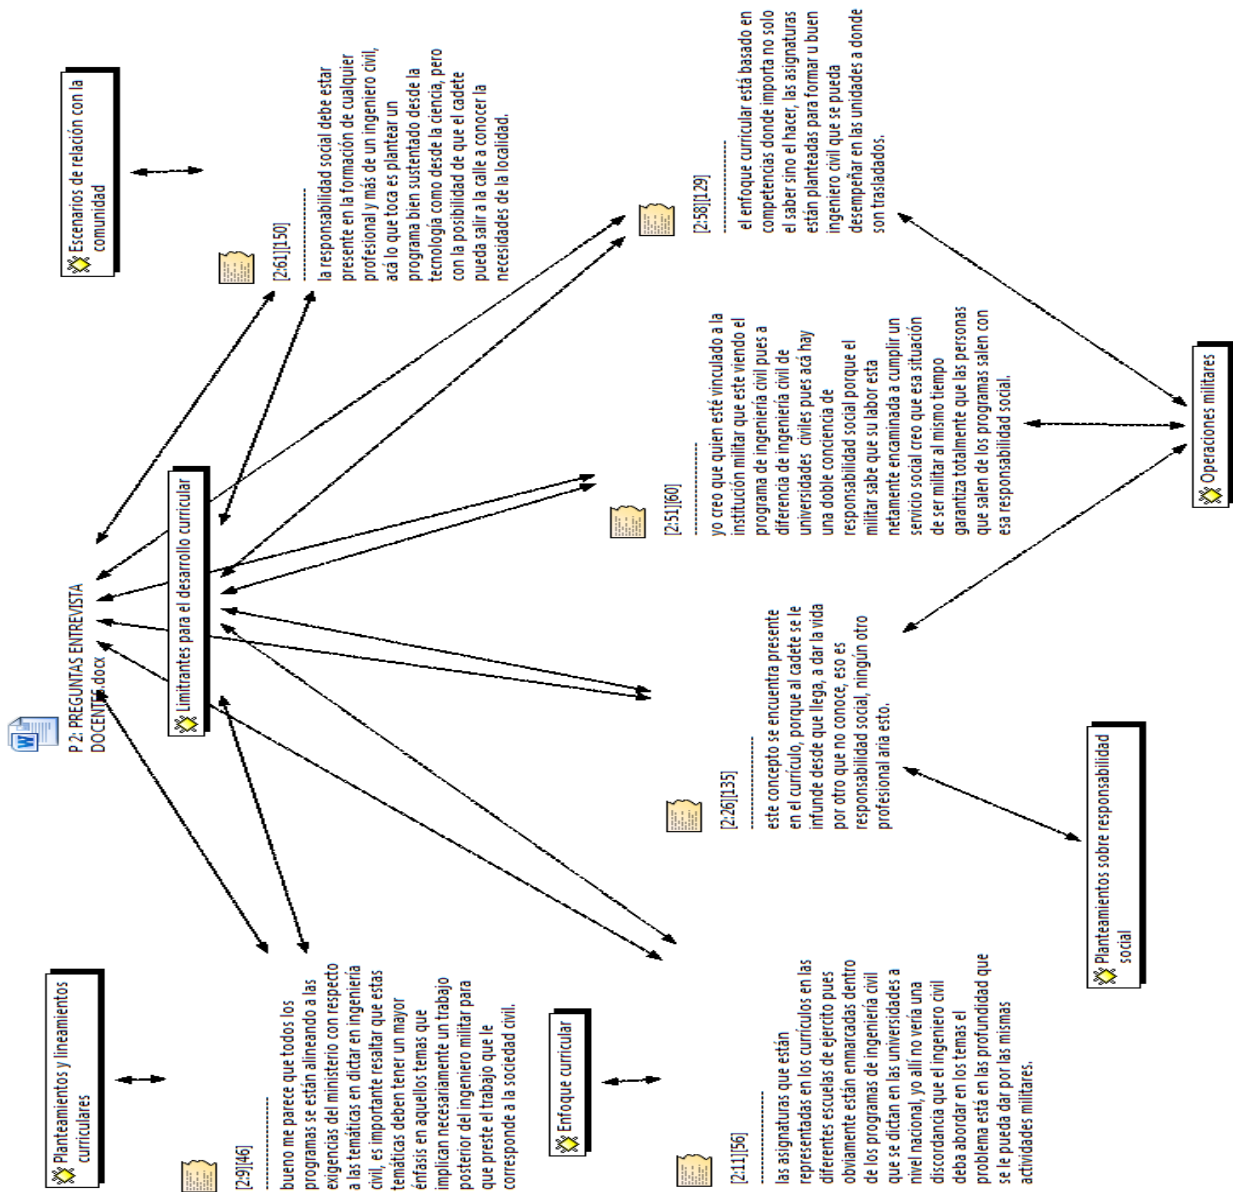 Planteamientos y lineamientos
curriculares
P 2: PREGUNTAS ENTREVISTA
DOCENTES.docx
Escenarios de relación con la
comunidad
Limitrantes para el desarrollo curricular
[2:9][46]
bueno me parece que todos los
programas se están alineando a las
exigencias del ministerio con respecto
a las temáticas en dictar en ingeniería
civil, es importante resaltar que estas
temáticas deben tener un mayor
énfasis en aquellos temas que
implican necesariamente un trabajo
posterior del ingeniero militar para
que preste el trabajo que le
corresponde a la sociedad civil.
[2:61][150]
la responsabilidad social debe estar
presente en la formación de cualquier
profesional y más de un ingeniero civil,
acá lo que toca es plantear un
programa bien sustentado desde la
tecnología como desde la ciencia, pero
con la posibilidad de que el cadete
pueda salir a la calle a conocer la
necesidades de la localidad.
Enfoque curricular
[2:11][56]
las asignaturas que están
representadas en los currículos en las
diferentes escuelas de ejercito pues
obviamente están enmarcadas dentro
de los programas de ingeniería civil
que se dictan en las universidades a
nivel nacional, yo allí no vería una
discordancia que el ingeniero civil
deba abordar en los temas el
problema está en las profundidad que
se le pueda dar por las mismas
actividades militares.
[2:26][135]
este concepto se encuentra presente
en el currículo, porque al cadete se le
infunde desde que llega, a dar la vida
por otro que no conoce, eso es
responsabilidad social, ningún otro
profesional aria esto.
[2:51][60]
yo creo que quien esté vinculado a la
institución militar que este viendo el
programa de ingeniería civil pues a
diferencia de ingeniería civil de
universidades civiles pues acá hay
una doble conciencia de
responsabilidad social porque el
militar sabe que su labor esta
netamente encaminada a cumplir un
servicio social creo que esa situación
de ser militar al mismo tiempo
garantiza totalmente que las personas
que salen de los programas salen con
esa responsabilidad social.
[2:58][129]
el enfoque curricular está basado en
competencias donde importa no solo
el saber sino el hacer, las asignaturas
están planteadas para formar u buen
ingeniero civil que se pueda
desempeñar en las unidades a donde
son trasladados.
Planteamientos sobre responsabilidad
social
Operaciones militares